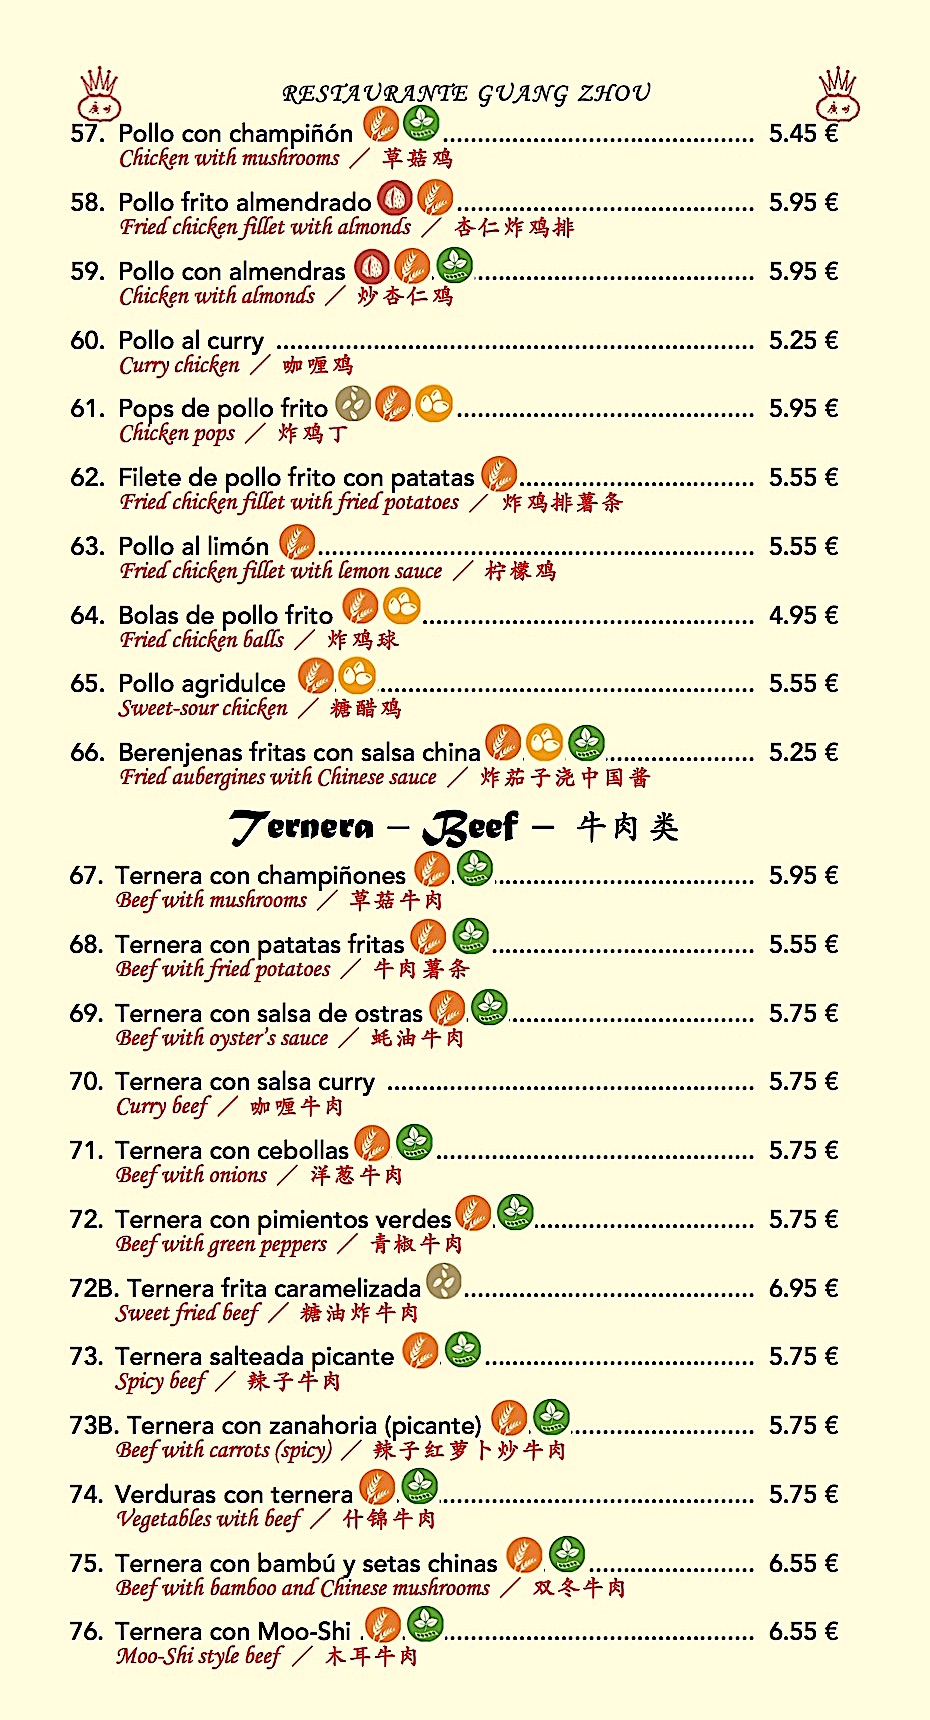 RESTAURANTE GUANG ZHOU
57. Pollo con champiñón ........ 5.45 €
Chicken with mushrooms / 草菇鸡
58. Pollo frito almendrado ........ 5.95 €
Fried chicken fillet with almonds / 杏仁炸鸡排
59. Pollo con almendras ........ 5.95 €
Chicken with almonds / 炒杏仁鸡
60. Pollo al curry ........ 5.25 €
Curry chicken / 咖喱鸡
61. Pops de pollo frito ........ 5.95 €
Chicken pops / 炸鸡丁
62. Filete de pollo frito con patatas ........ 5.55 €
Fried chicken fillet with fried potatoes / 炸鸡排薯条
63. Pollo al limón ........ 5.55 €
Fried chicken fillet with lemon sauce / 柠檬鸡
64. Bolas de pollo frito ........ 4.95 €
Fried chicken balls / 炸鸡球
65. Pollo agridulce ........ 5.55 €
Sweet-sour chicken / 糖醋鸡
66. Berenjenas fritas con salsa china ........ 5.25 €
Fried aubergines with Chinese sauce / 炸茄子浇中国酱
Ternera – Beef – 牛肉类
67. Ternera con champiñones ........ 5.95 €
Beef with mushrooms / 草菇牛肉
68. Ternera con patatas fritas ........ 5.55 €
Beef with fried potatoes / 牛肉薯条
69. Ternera con salsa de ostras ........ 5.75 €
Beef with oyster's sauce / 蚝油牛肉
70. Ternera con salsa curry ........ 5.75 €
Curry beef / 咖喱牛肉
71. Ternera con cebollas ........ 5.75 €
Beef with onions / 洋葱牛肉
72. Ternera con pimientos verdes ........ 5.75 €
Beef with green peppers / 青椒牛肉
72B. Ternera frita caramelizada ........ 6.95 €
Sweet fried beef / 糖油炸牛肉
73. Ternera salteada picante ........ 5.75 €
Spicy beef / 辣子牛肉
73B. Ternera con zanahoria (picante) ........ 5.75 €
Beef with carrots (spicy) / 辣子红萝卜炒牛肉
74. Verduras con ternera ........ 5.75 €
Vegetables with beef / 什锦牛肉
75. Ternera con bambú y setas chinas ........ 6.55 €
Beef with bamboo and Chinese mushrooms / 双冬牛肉
76. Ternera con Moo-Shi ........ 6.55 €
Moo-Shi style beef / 木耳牛肉